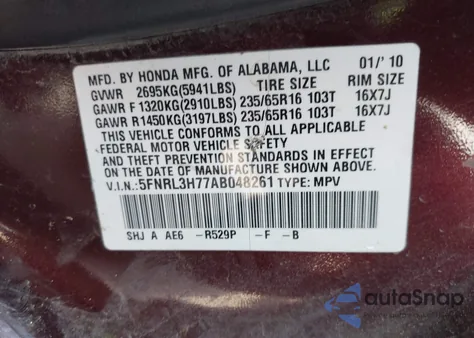 MFD. BY HONDA MFG. OF ALABAMA, LLC 01/ 10
GVWR 2695KG(5941LBS) TIRE SIZE RIM SIZE
GAWR F 1320KG(2910LBS) 235/65R16 103T 16X7J
GAWR R1450KG(3197LBS) 235/65R16 103T 16X7J
THIS VEHICLE CONFORMS TO ALL APPLICABLE
FEDERAL MOTOR VEHICLE SAFETY
AND THEFT PREVENTION STANDARDS IN EFFECT
ON THE DATE OF MANUFACTURE SHOWN ABOVE.
V.I.N.: 5FNRL3H77AB048261 TYPE: MPV
SHJ A AE6 -R529P -F -B
autoSnap